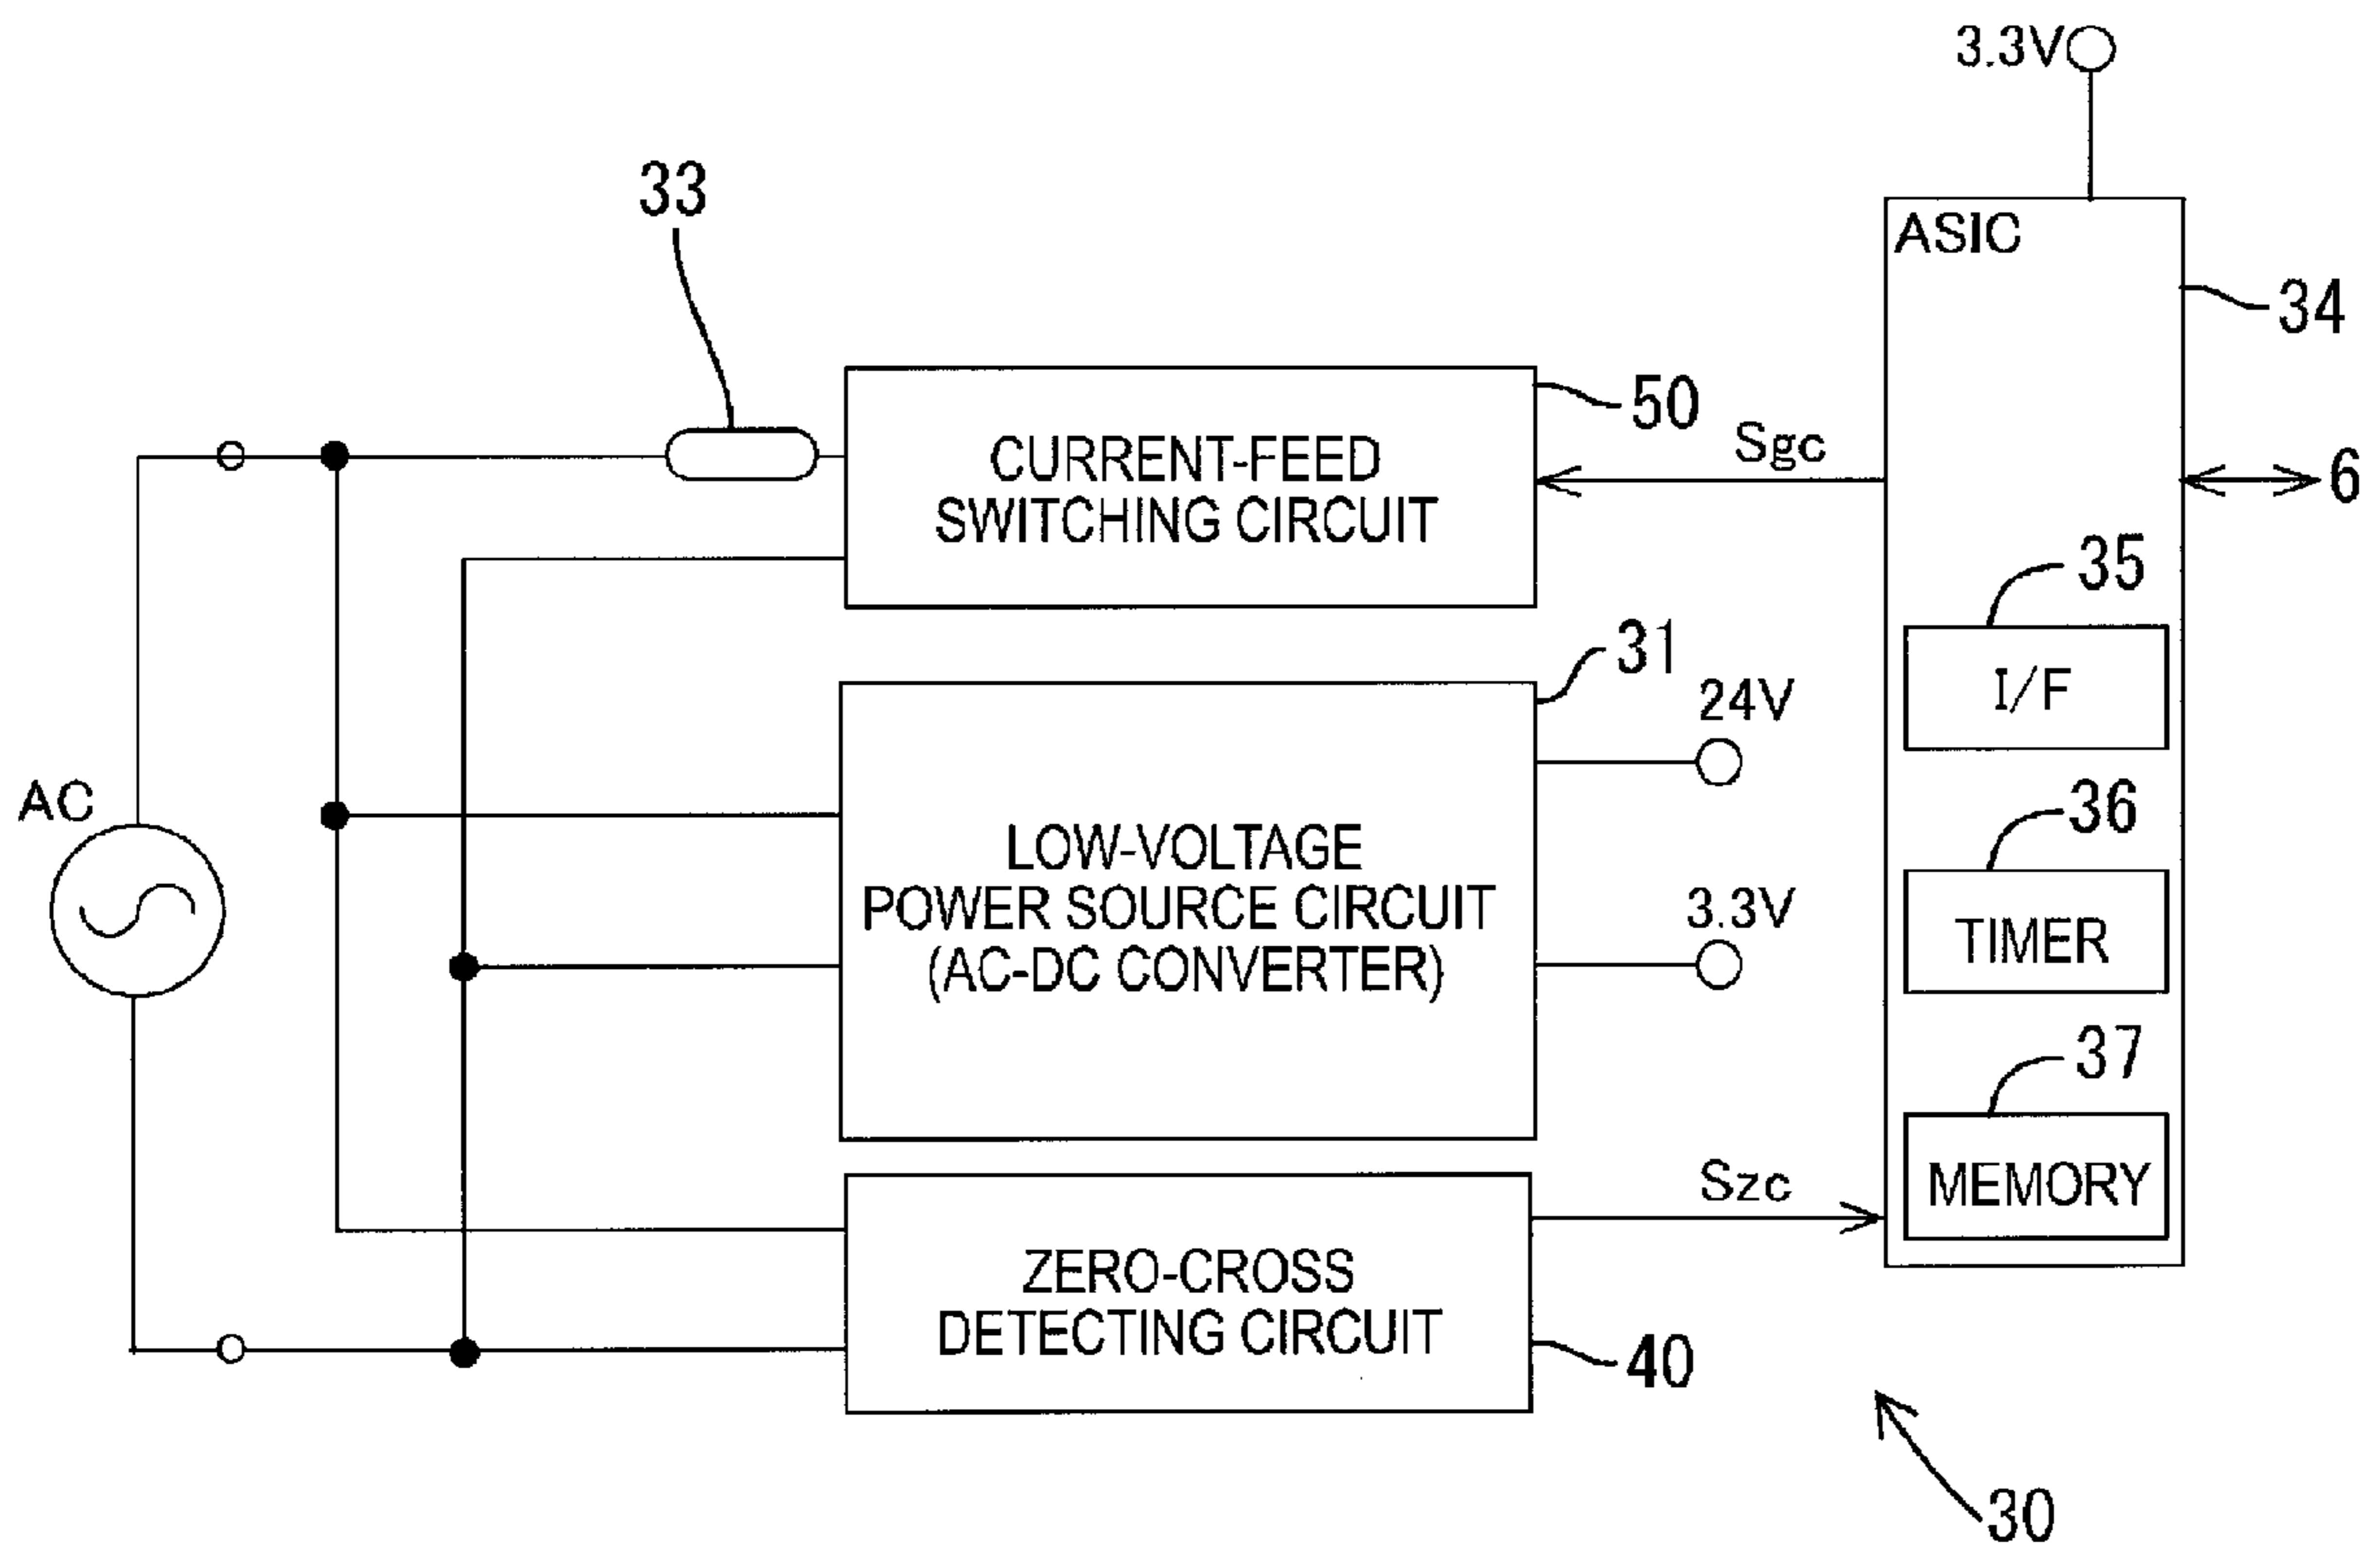 3.3V
33
ASIC
34
50
CURRENT-FEED
SWITCHING CIRCUIT
Sgc
6
35
I/F
31
24V
AC
LOW-VOLTAGE
POWER SOURCE CIRCUIT
(AC-DC CONVERTER)
3.3V
36
TIMER
37
MEMORY
Szc
ZERO-CROSS
DETECTING CIRCUIT
40
30